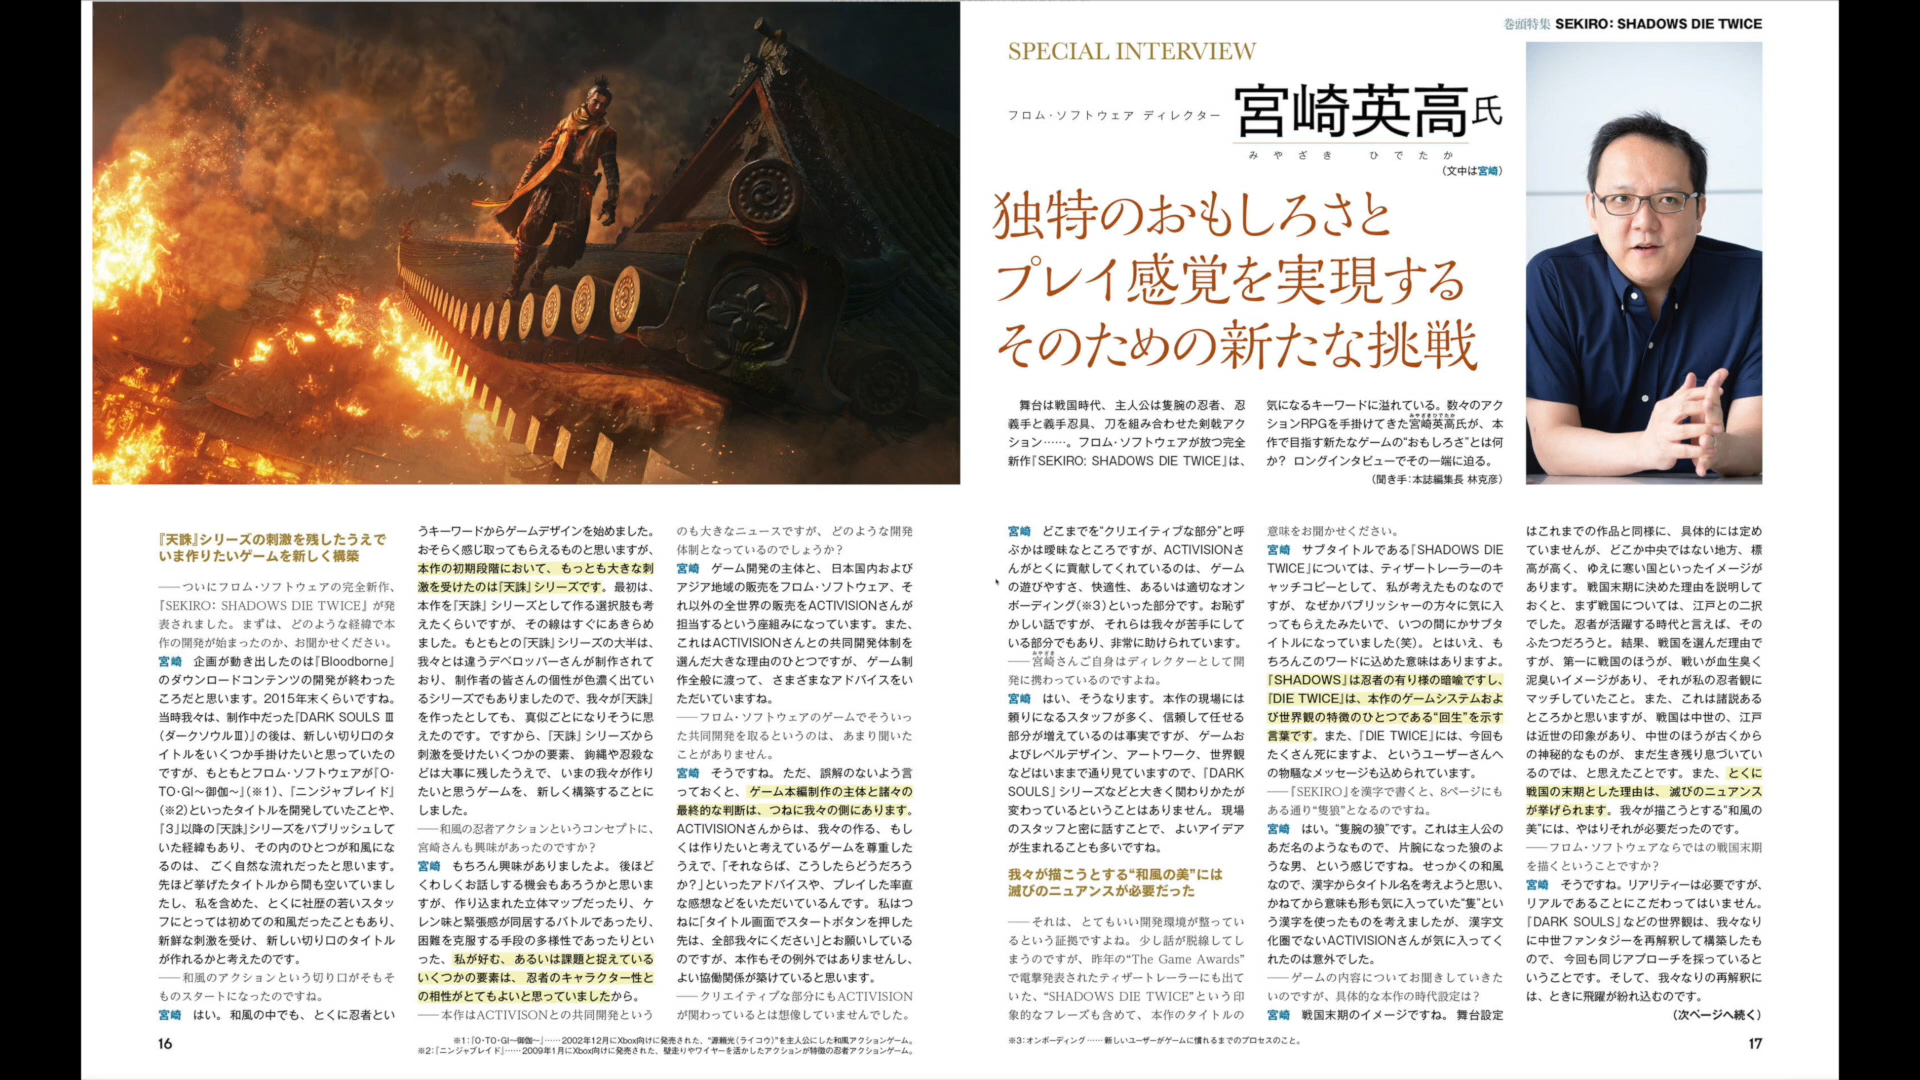 巻頭特集 SEKIRO: SHADOWS DIE TWICE
SPECIAL INTERVIEW
フロム・ソフトウェア ディレクター 宮崎英高氏
みやざき ひでたか
(文中は宮崎)
独特のおもしろさと
プレイ感覚を実現する
そのための新たな挑戦
舞台は戦国時代、主人公は隻腕の忍者、忍
義手と義手忍具、刀を組み合わせた剣戟アク
ション……。フロム・ソフトウェアが放つ完全
新作『SEKIRO: SHADOWS DIE TWICE』は、
気になるキーワードに溢れている。数々のアク
ションRPGを手掛けてきた宮崎英高氏が、本
作で目指す新たなゲームの“おもしろさ”とは何
か? ロングインタビューでその一端に迫る。
(聞き手:本誌編集長 林克彦)
『天誅』シリーズの刺激を残したうえで
いま作りたいゲームを新しく構築
――ついにフロム・ソフトウェアの完全新作、
『SEKIRO: SHADOWS DIE TWICE』が発
表されました。まずは、どのような経緯で本
作の開発が始まったのか、お聞かせください。
宮崎 企画が動き出したのは『Bloodborne』
のダウンロードコンテンツの開発が終わった
ころだと思います。2015年末くらいですね。
当時我々は、制作中だった『DARK SOULS III
(ダークソウルIII)』の後は、新しい切り口のタ
イトルをいくつか手掛けたいと思っていたの
ですが、もともとフロム・ソフトウェアが『O・
TO・GI〜御伽〜』(※1)、『ニンジャブレイド』
(※2)といったタイトルを開発していたことや、
『3』以降の『天誅』シリーズをパブリッシュして
いた経緯もあり、その内のひとつが和風にな
るのは、ごく自然な流れだったと思います。
先ほど挙げたタイトルから間も空いていまし
たし、私を含めた、とくに社歴の若いスタッ
フにとっては初めての和風だったこともあり、
新鮮な刺激を受け、新しい切り口のタイトル
が作れるかと考えたのです。
――和風のアクションという切り口がそもそ
ものスタートになったのですね。
宮崎 はい。和風の中でも、とくに忍者とい
うキーワードからゲームデザインを始めました。
おそらく感じ取ってもらえるものと思いますが、
本作の初期段階において、もっとも大きな刺
激を受けたのは『天誅』シリーズです。最初は、
本作を『天誅』シリーズとして作る選択肢も考
えたくらいですが、その線はすぐにあきらめ
ました。もともとの『天誅』シリーズの大半は、
我々とは違うデベロッパーさんが制作されて
おり、制作者の皆さんの個性が色濃く出てい
るシリーズでもありましたので、我々が『天誅』
を作ったとしても、真似ごとになりそうに思
えたのです。ですから、『天誅』シリーズから
刺激を受けたいくつかの要素、鉤縄や忍殺な
どは大事に残したうえで、いまの我々が作り
たいと思うゲームを、新しく構築することに
しました。
――和風の忍者アクションというコンセプトに、
宮崎さんも興味があったのですか?
宮崎 もちろん興味がありましたよ。後ほど
くわしくお話しする機会もあろうかと思いま
すが、作り込まれた立体マップだったり、ケ
レン味と緊張感が同居するバトルであったり、
困難を克服する手段の多様性であったりとい
った、私が好む、あるいは課題と捉えている
いくつかの要素は、忍者のキャラクター性と
の相性がとてもよいと思っていましたから。
――本作はACTIVISONとの共同開発という
のも大きなニュースですが、どのような開発
体制となっているのでしょうか?
宮崎 ゲーム開発の主体と、日本国内および
アジア地域の販売をフロム・ソフトウェア、そ
れ以外の全世界の販売をACTIVISIONさんが
担当するという座組みになっています。また、
これはACTIVISIONさんとの共同開発体制を
選んだ大きな理由のひとつですが、ゲーム制
作全般に渡って、さまざまなアドバイスをい
ただいていますね。
――フロム・ソフトウェアのゲームでそういっ
た共同開発を取るというのは、あまり聞いた
ことがありません。
宮崎 そうですね。ただ、誤解のないよう言
っておくと、ゲーム本編制作の主体と諸々の
最終的な判断は、つねに我々の側にあります。
ACTIVISIONさんからは、我々の作る、もし
くは作りたいと考えているゲームを尊重した
うえで、「それならば、こうしたらどうだろう
か?」といったアドバイスや、プレイした率直
な感想などをいただいているんです。私はつ
ねに「タイトル画面でスタートボタンを押した
先は、全部我々にください」とお願いしている
のですが、本作もその例外ではありませんし、
よい協働関係が築けていると思います。
――クリエイティブな部分にもACTIVISION
が関わっているとは想像していませんでした。
※1:『O・TO・GI〜御伽〜』……2002年12月にXbox向けに発売された、“源頼光(ライコウ)”を主人公にした和風アクションゲーム。
※2:『ニンジャブレイド』……2009年1月にXbox向けに発売された、壁走りやワイヤーを活かしたアクションが特徴の忍者アクションゲーム。
16
宮崎 どこまでを“クリエイティブな部分”と呼
ぶかは曖昧なところですが、ACTIVISIONさ
んがとくに貢献してくれているのは、ゲーム
の遊びやすさ、快適性、あるいは適切なオン
ボーディング(※3)といった部分です。お恥ず
かしい話ですが、それらは我々が苦手にして
いる部分でもあり、非常に助けられています。
――宮崎さんご自身はディレクターとして開
発に携わっているのですよね。
宮崎 はい、そうなります。本作の現場には
頼りになるスタッフが多く、信頼して任せる
部分が増えているのは事実ですが、ゲームお
よびレベルデザイン、アートワーク、世界観
などはいままで通り見ていますので、『DARK
SOULS』シリーズなどと大きく関わりかたが
変わっているということはありません。現場
のスタッフと密に話すことで、よいアイデア
が生まれることも多いですね。
我々が描こうとする“和風の美”には
滅びのニュアンスが必要だった
――それは、とてもいい開発環境が整ってい
るという証拠ですよね。少し話が脱線してし
まうのですが、昨年の“The Game Awards”
で電撃発表されたティザートレーラーにも出て
いた、“SHADOWS DIE TWICE”という印
象的なフレーズも含めて、本作のタイトルの
意味をお聞かせください。
宮崎 サブタイトルである『SHADOWS DIE
TWICE』については、ティザートレーラーのキ
ャッチコピーとして、私が考えたものなので
すが、なぜかパブリッシャーの方々に気に入
ってもらえたみたいで、いつの間にかサブタ
イトルになっていました(笑)。とはいえ、も
ちろんこのワードに込めた意味はありますよ。
『SHADOWS』は忍者の有り様の暗喩ですし、
『DIE TWICE』は、本作のゲームシステムおよ
び世界観の特徴のひとつである“回生”を示す
言葉です。また、『DIE TWICE』には、今回も
たくさん死にますよ、というユーザーさんへ
の物騒なメッセージも込められています。
――『SEKIRO』を漢字で書くと、8ページにも
ある通り“隻狼”となるのですね。
宮崎 はい。“隻腕の狼”です。これは主人公の
あだ名のようなもので、片腕になった狼のよ
うな男、という感じですね。せっかくの和風
なので、漢字からタイトル名を考えようと思い、
かねてから意味も形も気に入っていた“隻”とい
う漢字を使ったものを考えましたが、漢字文
化圏でないACTIVISIONさんが気に入ってく
れたのは意外でした。
――ゲームの内容についてお聞きしていきた
いのですが、具体的な本作の時代設定は?
宮崎 戦国末期のイメージですね。舞台設定
はこれまでの作品と同様に、具体的には定め
ていませんが、どこか中央ではない地方、標
高が高く、ゆえに寒い国といったイメージが
あります。戦国末期に決めた理由を説明して
おくと、まず戦国については、江戸との二択
でした。忍者が活躍する時代と言えば、その
ふたつだろうと。結果、戦国を選んだ理由で
すが、第一に戦国のほうが、戦いが血生臭く
泥臭いイメージがあり、それが私の忍者観に
マッチしていたこと。また、これは諸説ある
ところかと思いますが、戦国は中世の、江戸
は近世の印象があり、中世のほうが古くから
の神秘的なものが、まだ生き残り息づいてい
るのでは、と思えたことです。また、とくに
戦国の末期とした理由は、滅びのニュアンス
が挙げられます。我々が描こうとする“和風の
美”には、やはりそれが必要だったのです。
――フロム・ソフトウェアならではの戦国末期
を描くということですか?
宮崎 そうですね。リアリティーは必要ですが、
リアルであることにこだわってはいません。
『DARK SOULS』などの世界観は、我々なり
に中世ファンタジーを再解釈して構築したも
ので、今回も同じアプローチを採っていると
いうことです。そして、我々なりの再解釈に
は、ときに飛躍が紛れ込むのです。
(次ページへ続く)
※3:オンボーディング……新しいユーザーがゲームに慣れるまでのプロセスのこと。
17